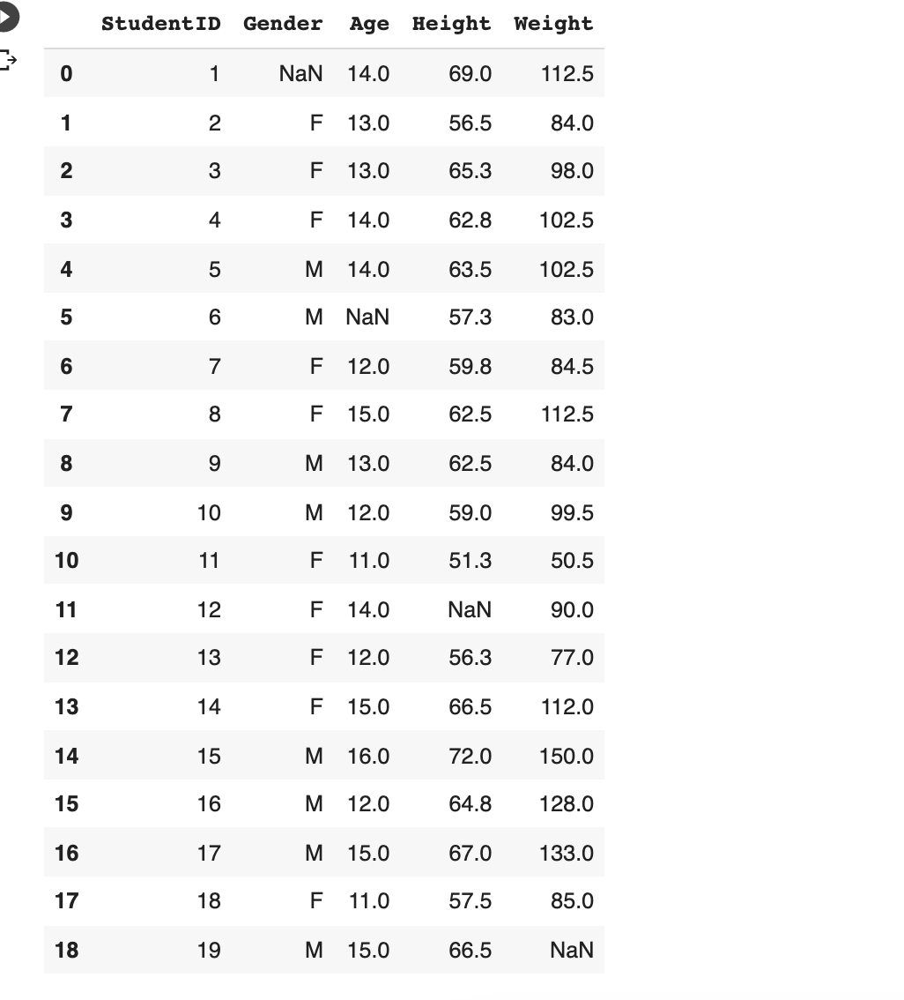 StudentID Gender Age Height Weight
0 1 NaN 14.0 69.0 112.5
1 2 F 13.0 56.5 84.0
2 3 F 13.0 65.3 98.0
3 4 F 14.0 62.8 102.5
4 5 M 14.0 63.5 102.5
5 6 M NaN 57.3 83.0
6 7 F 12.0 59.8 84.5
7 8 F 15.0 62.5 112.5
8 9 M 13.0 62.5 84.0
9 10 M 12.0 59.0 99.5
10 11 F 11.0 51.3 50.5
11 12 F 14.0 NaN 90.0
12 13 F 12.0 56.3 77.0
13 14 F 15.0 66.5 112.0
14 15 M 16.0 72.0 150.0
15 16 M 12.0 64.8 128.0
16 17 M 15.0 67.0 133.0
17 18 F 11.0 57.5 85.0
18 19 M 15.0 66.5 NaN